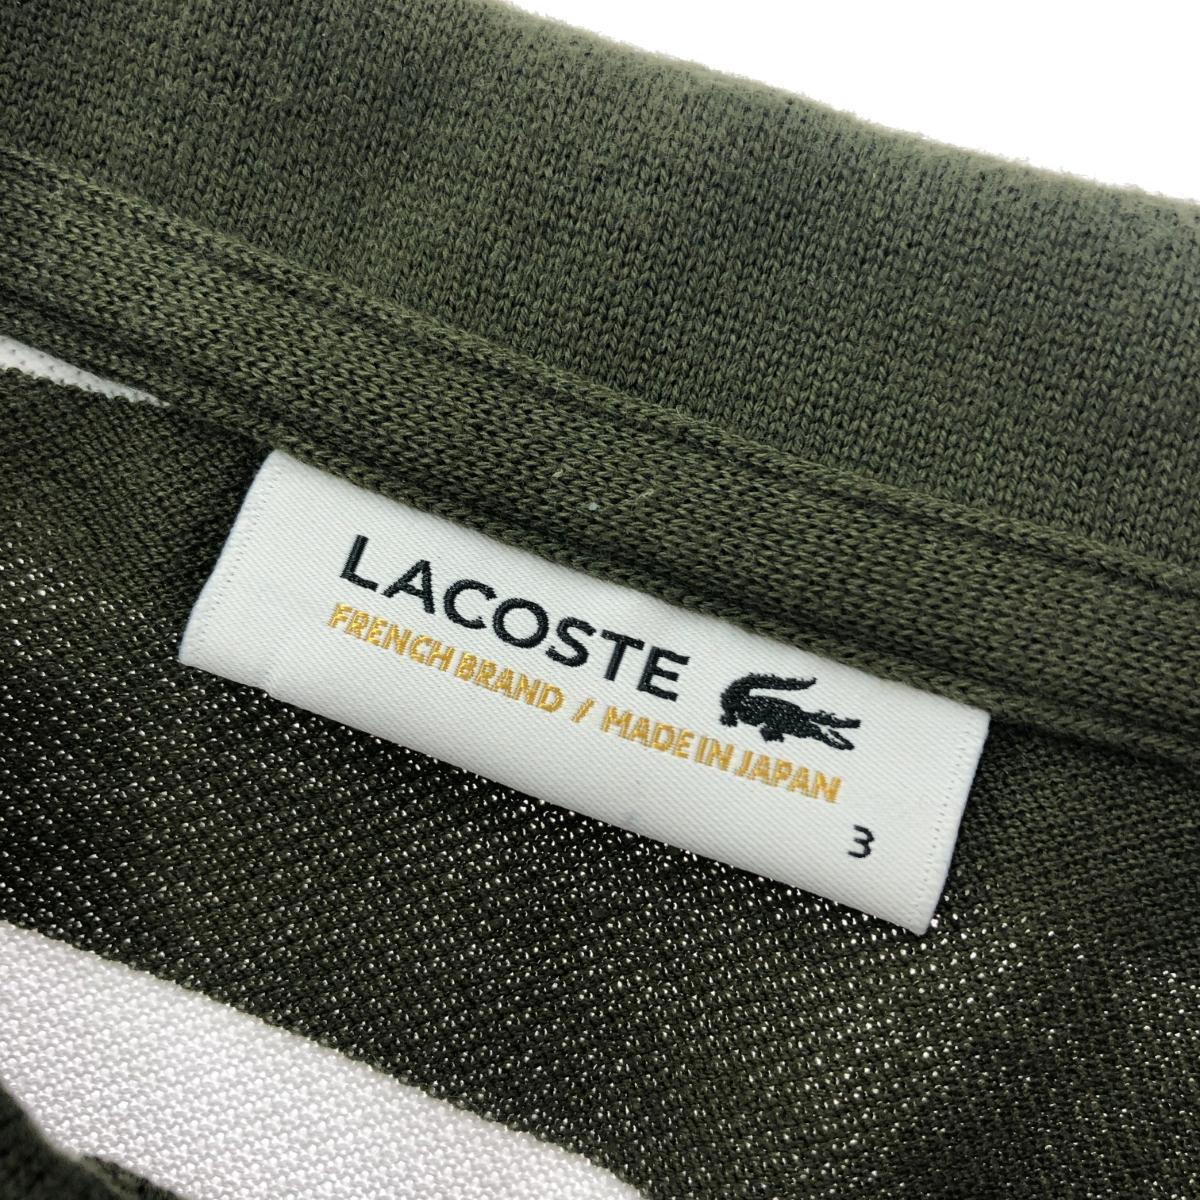 LACOSTE
FRENCH BRAND / MADE IN JAPAN
3